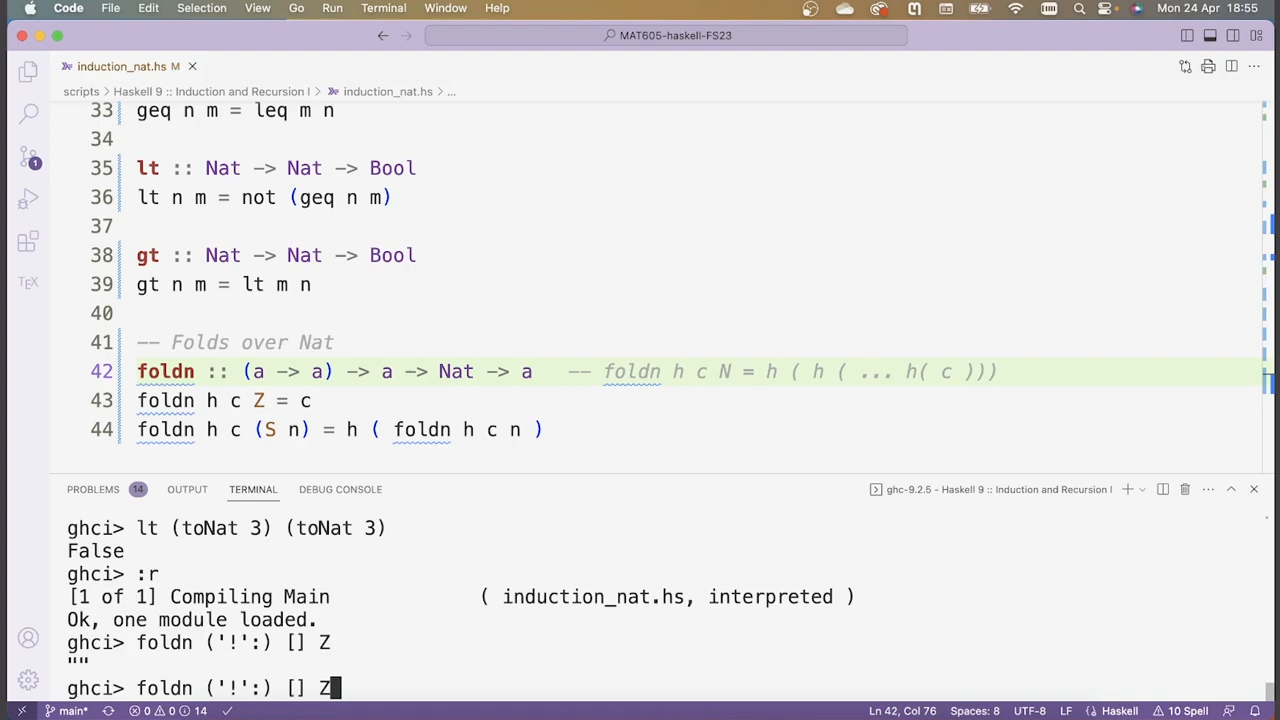 Code File Edit Selection View Go Run Terminal Window Help Mon 24 Apr 18:55
MAT605-haskell-FS23
induction_nat.hs M
scripts > Haskell 9 :: Induction and Recursion I > induction_nat.hs > ...
33 geq n m = leq m n
34
35 lt :: Nat -> Nat -> Bool
36 lt n m = not (geq n m)
37
38 gt :: Nat -> Nat -> Bool
39 gt n m = lt m n
40
41 -- Folds over Nat
42 foldn :: (a -> a) -> a -> Nat -> a -- foldn h c N = h ( h ( ... h( c )))
43 foldn h c Z = c
44 foldn h c (S n) = h ( foldn h c n )
PROBLEMS 14 OUTPUT TERMINAL DEBUG CONSOLE ghc-9.2.5 - Haskell 9 :: Induction and Recursion I
ghci> lt (toNat 3) (toNat 3)
False
ghci> :r
[1 of 1] Compiling Main ( induction_nat.hs, interpreted )
Ok, one module loaded.
ghci> foldn ('!':) [] Z
""
ghci> foldn ('!':) [] Z
main* 0 0 14 Ln 42, Col 76 Spaces: 8 UTF-8 LF Haskell 10 Spell
1
TEX